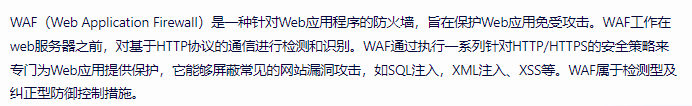 WAF（Web Application Firewall）是一种针对Web应用程序的防火墙，旨在保护Web应用免受攻击。WAF工作在
web服务器之前，对基于HTTP协议的通信进行检测和识别。WAF通过执行一系列针对HTTP/HTTPS的安全策略来
专门为Web应用提供保护，它能够屏蔽常见的网站漏洞攻击，如SQL注入，XML注入、XSS等。WAF属于检测型及
纠正型防御控制措施。